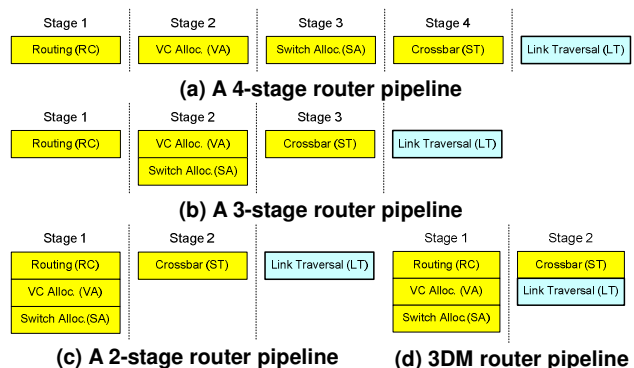 Stage 1 Stage 2 Stage 3 Stage 4
Routing (RC) VC Alloc. (VA) Switch Alloc.(SA) Crossbar (ST) Link Traversal (LT)
(a) A 4-stage router pipeline
Stage 1 Stage 2 Stage 3
Routing (RC) VC Alloc. (VA) Crossbar (ST) Link Traversal (LT)
Switch Alloc.(SA)
(b) A 3-stage router pipeline
Stage 1 Stage 2
Routing (RC) Crossbar (ST) Link Traversal (LT)
VC Alloc. (VA)
Switch Alloc.(SA)
(c) A 2-stage router pipeline
Stage 1 Stage 2
Routing (RC) Crossbar (ST)
VC Alloc. (VA) Link Traversal (LT)
Switch Alloc.(SA)
(d) 3DM router pipeline